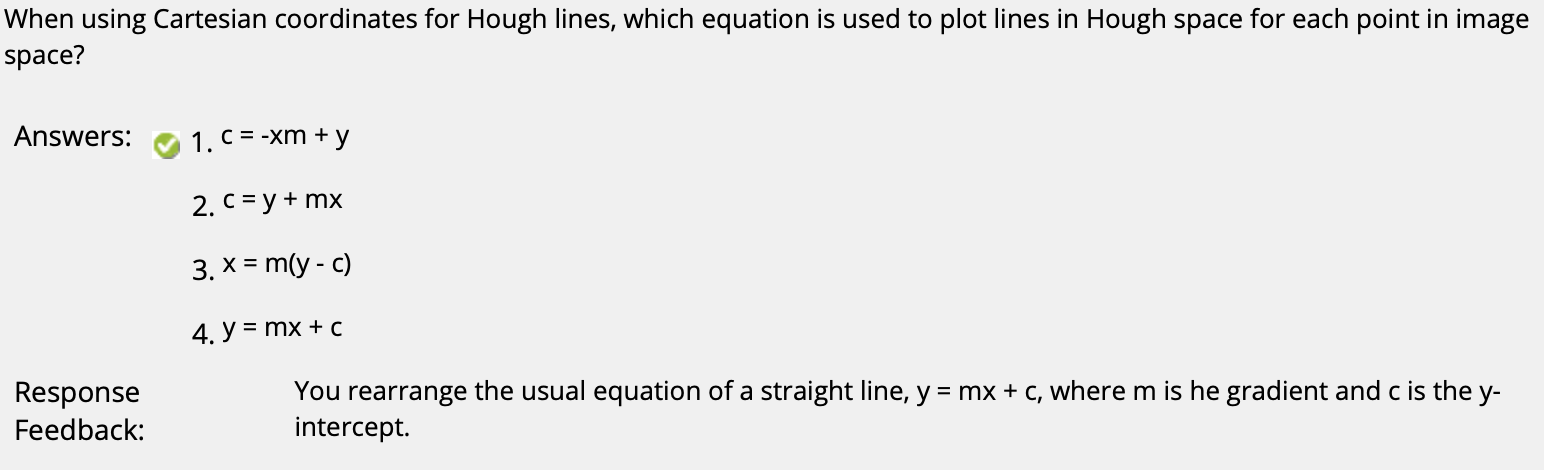 When using Cartesian coordinates for Hough lines, which equation is used to plot lines in Hough space for each point in image
space?
Answers: 1. c = -xm + y
2. c = y + mx
3. x = m(y - c)
4. y = mx + c
Response Feedback: You rearrange the usual equation of a straight line, y = mx + c, where m is he gradient and c is the y-
intercept.